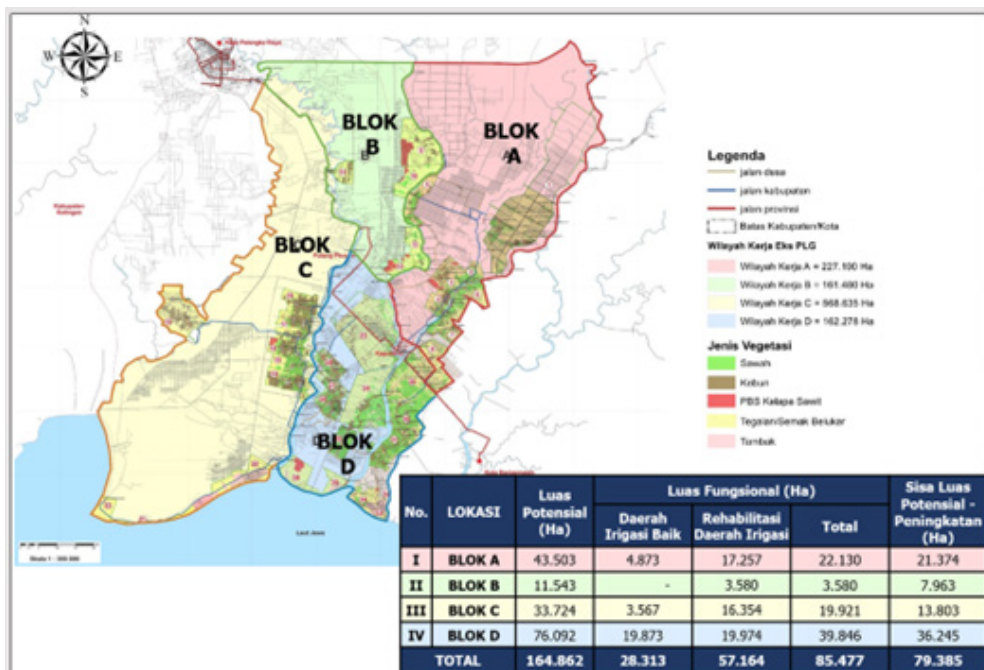 N
W E
S
BLOK
B
BLOK
A
BLOK
C
BLOK
D
Laut Jawa
Legenda
jalan desa
jalan kabupaten
jalan provinsi
Batas Kabupaten/Kota
Wilayah Kerja Eks PLG
Wilayah Kerja A = 227.100 Ha
Wilayah Kerja B = 161.480 Ha
Wilayah Kerja C = 568.635 Ha
Wilayah Kerja D = 162.278 Ha
Jenis Vegetasi
Sawah
Kebun
PBS Kelapa Sawit
Tegalan/Semak Belukar
Tambak
No. LOKASI Luas Potensial (Ha) Luas Fungsional (Ha) Sisa Luas Potensial - Peningkatan (Ha)
Daerah Irigasi Baik Rehabilitasi Daerah Irigasi Total
I BLOK A 43.503 4.873 17.257 22.130 21.374
II BLOK B 11.543 - 3.580 3.580 7.963
III BLOK C 33.724 3.567 16.354 19.921 13.803
IV BLOK D 76.092 19.873 19.974 39.846 36.245
TOTAL 164.862 28.313 57.164 85.477 79.385